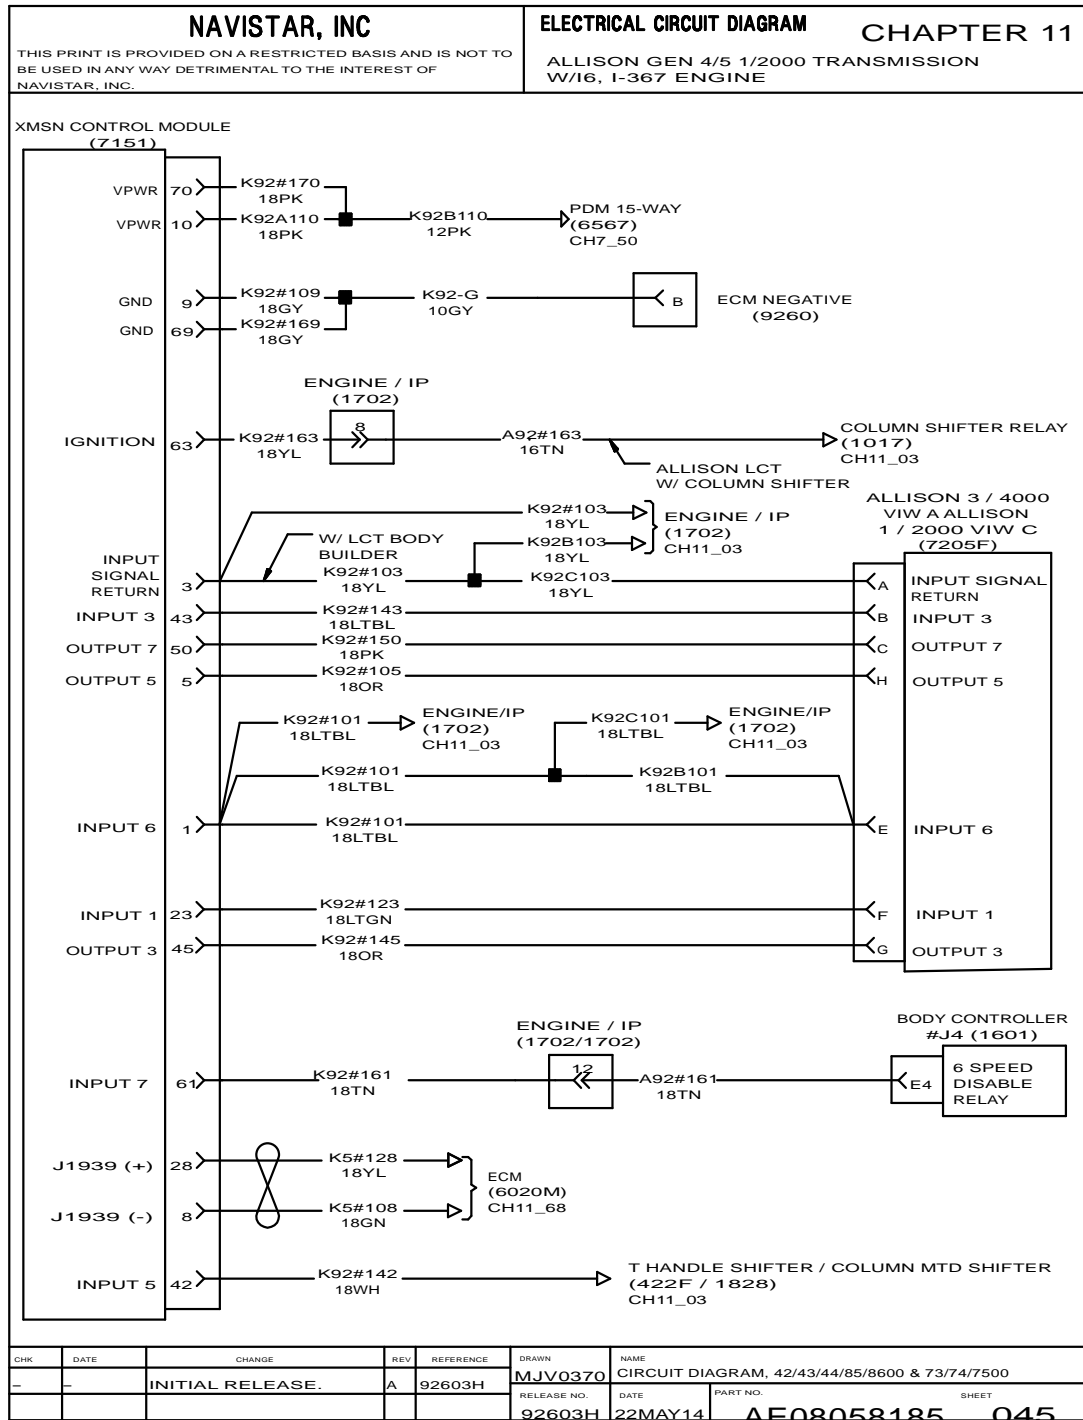 NAVISTAR, INC
THIS PRINT IS PROVIDED ON A RESTRICTED BASIS AND IS NOT TO
BE USED IN ANY WAY DETRIMENTAL TO THE INTEREST OF
NAVISTAR, INC.
ELECTRICAL CIRCUIT DIAGRAM
CHAPTER 11
ALLISON GEN 4/5 1/2000 TRANSMISSION
W/I6, I-367 ENGINE
XMSN CONTROL MODULE
(7151)
VPWR 70 K92#170
18PK
VPWR 10 K92A110 K92B110
18PK 12PK
PDM 15-WAY
(6567)
CH7_50
GND 9 K92#109 K92-G B
18GY 10GY
ECM NEGATIVE
(9260)
GND 69 K92#169
18GY
ENGINE / IP
(1702)
8
IGNITION 63 K92#163 A92#163
18YL 16TN
COLUMN SHIFTER RELAY
(1017)
CH11_03
ALLISON LCT
W/ COLUMN SHIFTER
ALLISON 3 / 4000
VIW A ALLISON
1 / 2000 VIW C
(7205F)
K92#103
18YL
K92B103
18YL
ENGINE / IP
(1702)
CH11_03
W/ LCT BODY
BUILDER
INPUT
SIGNAL
RETURN
3 K92#103 K92C103 A
18YL 18YL
INPUT SIGNAL
RETURN
INPUT 3 43 K92#143 B INPUT 3
18LTBL
OUTPUT 7 50 K92#150 C OUTPUT 7
18PK
OUTPUT 5 5 K92#105 H OUTPUT 5
18OR
K92#101
18LTBL
ENGINE/IP
(1702)
CH11_03
K92C101
18LTBL
ENGINE/IP
(1702)
CH11_03
K92#101 K92B101
18LTBL 18LTBL
INPUT 6 1 K92#101 E INPUT 6
18LTBL
INPUT 1 23 K92#123 F INPUT 1
18LTGN
OUTPUT 3 45 K92#145 G OUTPUT 3
18OR
ENGINE / IP
(1702/1702)
12
BODY CONTROLLER
#J4 (1601)
INPUT 7 61 K92#161 A92#161 E4
18TN 18TN
6 SPEED
DISABLE
RELAY
J1939 (+) 28 K5#128
18YL
ECM
(6020M)
CH11_68
J1939 (-) 8 K5#108
18GN
INPUT 5 42 K92#142
18WH
T HANDLE SHIFTER / COLUMN MTD SHIFTER
(422F / 1828)
CH11_03
CHK DATE CHANGE REV REFERENCE DRAWN NAME
– – INITIAL RELEASE. A 92603H MJV0370 CIRCUIT DIAGRAM, 42/43/44/85/8600 & 73/74/7500
RELEASE NO. DATE PART NO. SHEET
92603H 22MAY14 AE08058185 045